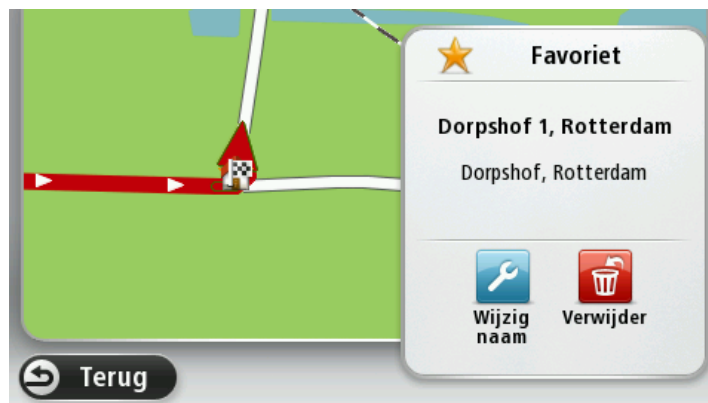 Favoriet
Dorpshof 1, Rotterdam
Dorpshof, Rotterdam
Wijzig
naam
Verwijder
Terug